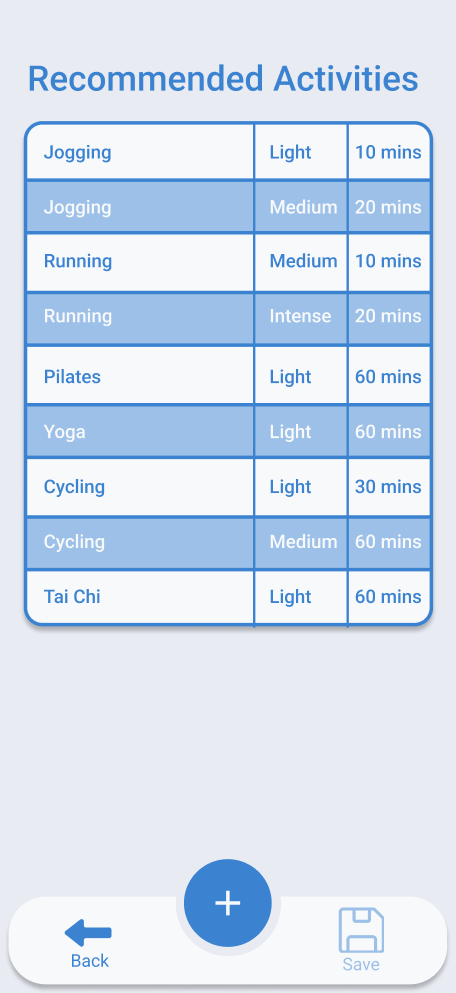 Recommended Activities
Jogging Light 10 mins
Jogging Medium 20 mins
Running Medium 10 mins
Running Intense 20 mins
Pilates Light 60 mins
Yoga Light 60 mins
Cycling Light 30 mins
Cycling Medium 60 mins
Tai Chi Light 60 mins
+
Back Save